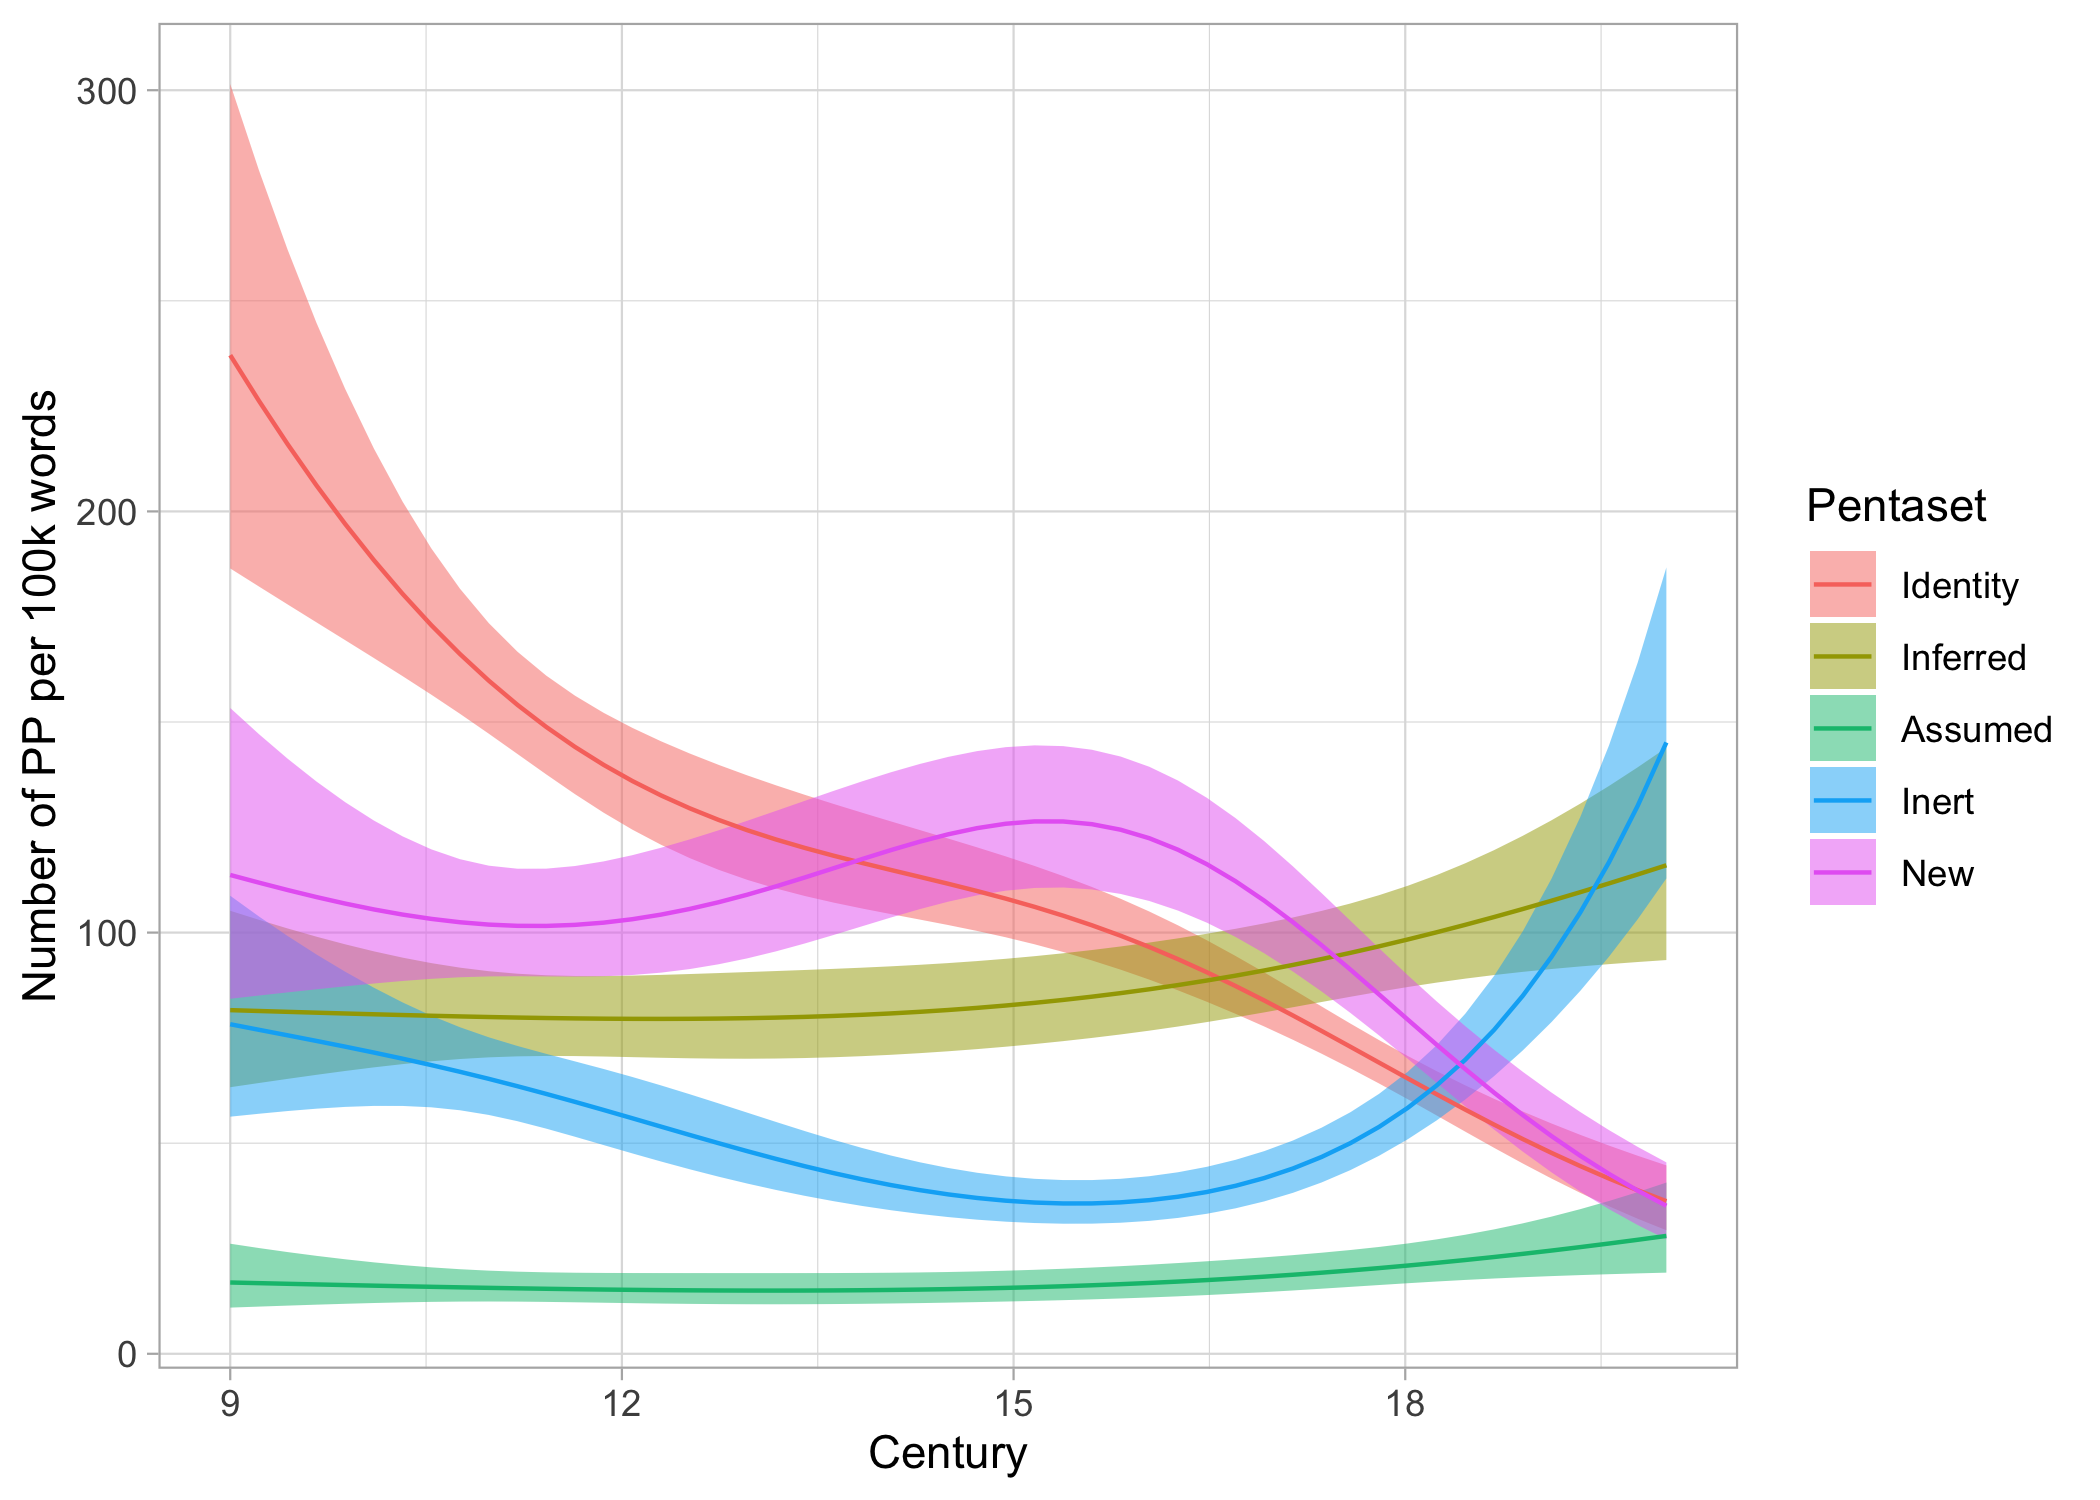 Number of PP per 100k words
300
200
100
0
9
12
15
18
Century
Pentaset
Identity
Inferred
Assumed
Inert
New